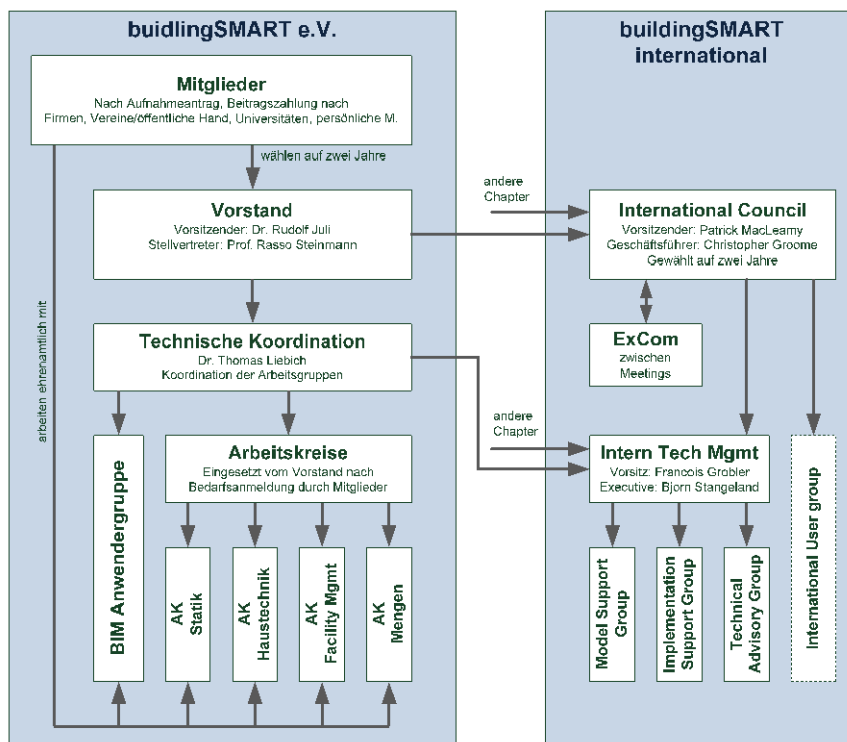 buidlingSMART e.V.
Mitglieder
Nach Aufnahmeantrag, Beitragszahlung nach
Firmen, Vereine/öffentliche Hand, Universitäten, persönliche M.
wählen auf zwei Jahre
Vorstand
Vorsitzender: Dr. Rudolf Juli
Stellvertreter: Prof. Rasso Steinmann
Technische Koordination
Dr. Thomas Liebich
Koordination der Arbeitsgruppen
arbeiten ehrenamtlich mit
BIM Anwendergruppe
Arbeitskreise
Eingesetzt vom Vorstand nach
Bedarfsanmeldung durch Mitglieder
AK
Statik
AK
Haustechnik
AK
Facility Mgmt
AK
Mengen
buildingSMART
international
andere
Chapter
International Council
Vorsitzender: Patrick MacLeamy
Geschäftsführer: Christopher Groome
Gewählt auf zwei Jahre
ExCom
zwischen
Meetings
andere
Chapter
Intern Tech Mgmt
Vorsitz: Francois Grobler
Executive: Bjorn Stangeland
Model Support
Group
Implementation
Support Group
Technical
Advisory Group
International User group